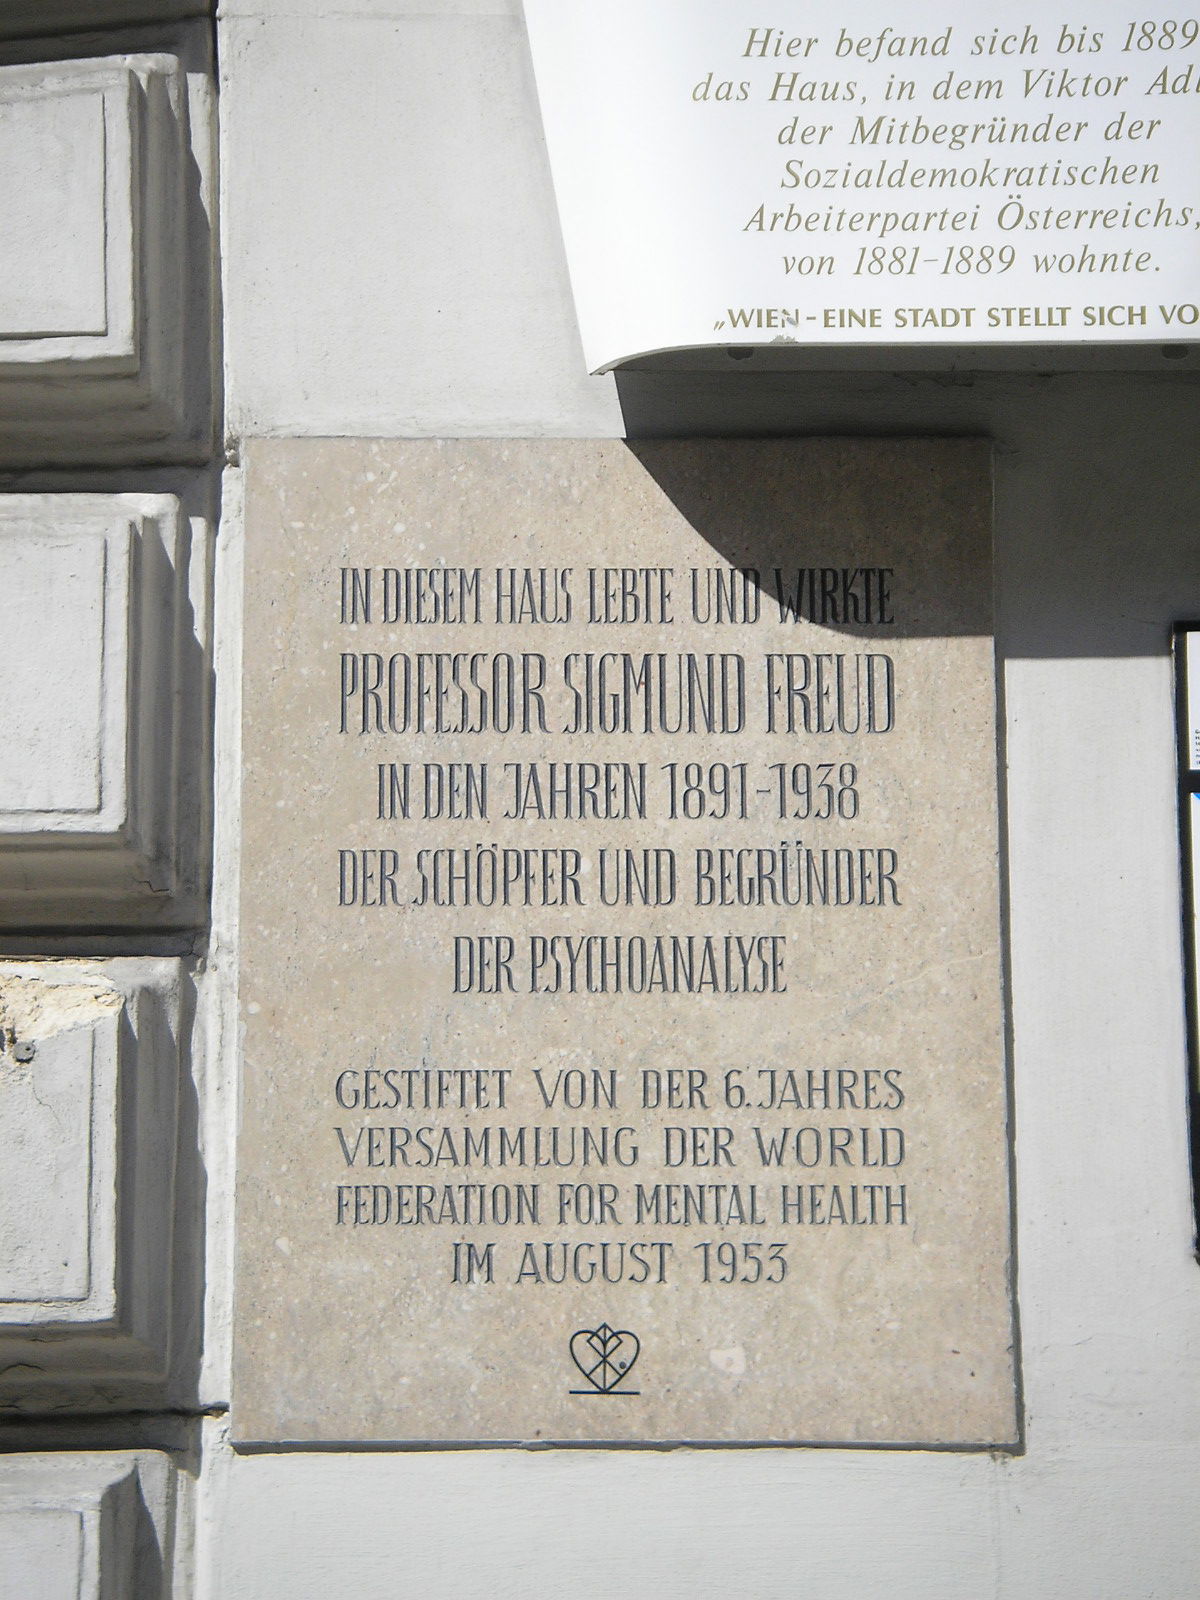 Hier befand sich bis 1889
das Haus, in dem Viktor
der Mitbegründer der
Sozialdemokratischen
Arbeiterpartei Österreichs,
von 1881-1889 wohnte.
„WIEN - EINE STADT STELLT SICH
IN DIESEM HAUS LEBTE UND WIRKTE
PROFESSOR SIGMUND FREUD
IN DEN JAHREN 1891-1938
DER SCHÖPFER UND BEGRÜNDER
DER PSYCHOANALYSE
GESTIFTET VON DER 6. JAHRES
VERSAMMLUNG DER WORLD
FEDERATION FOR MENTAL HEALTH
IM AUGUST 1953